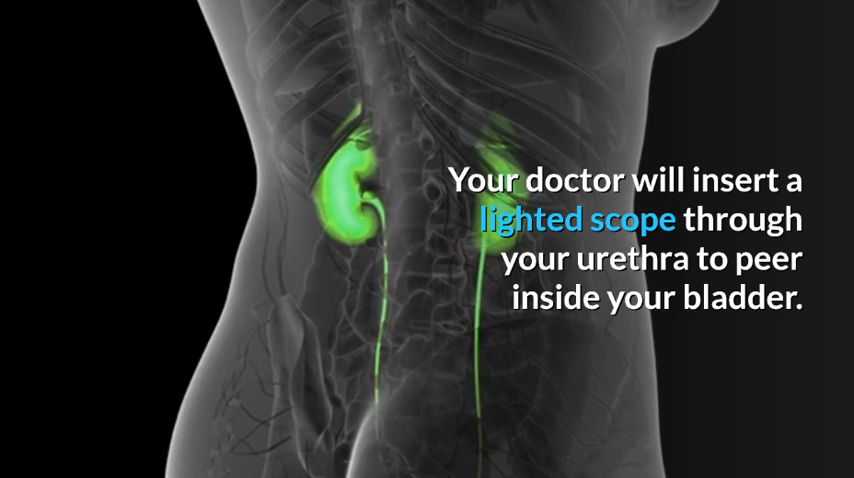 Your doctor will insert a
lighted scope through
your urethra to peer
inside your bladder.